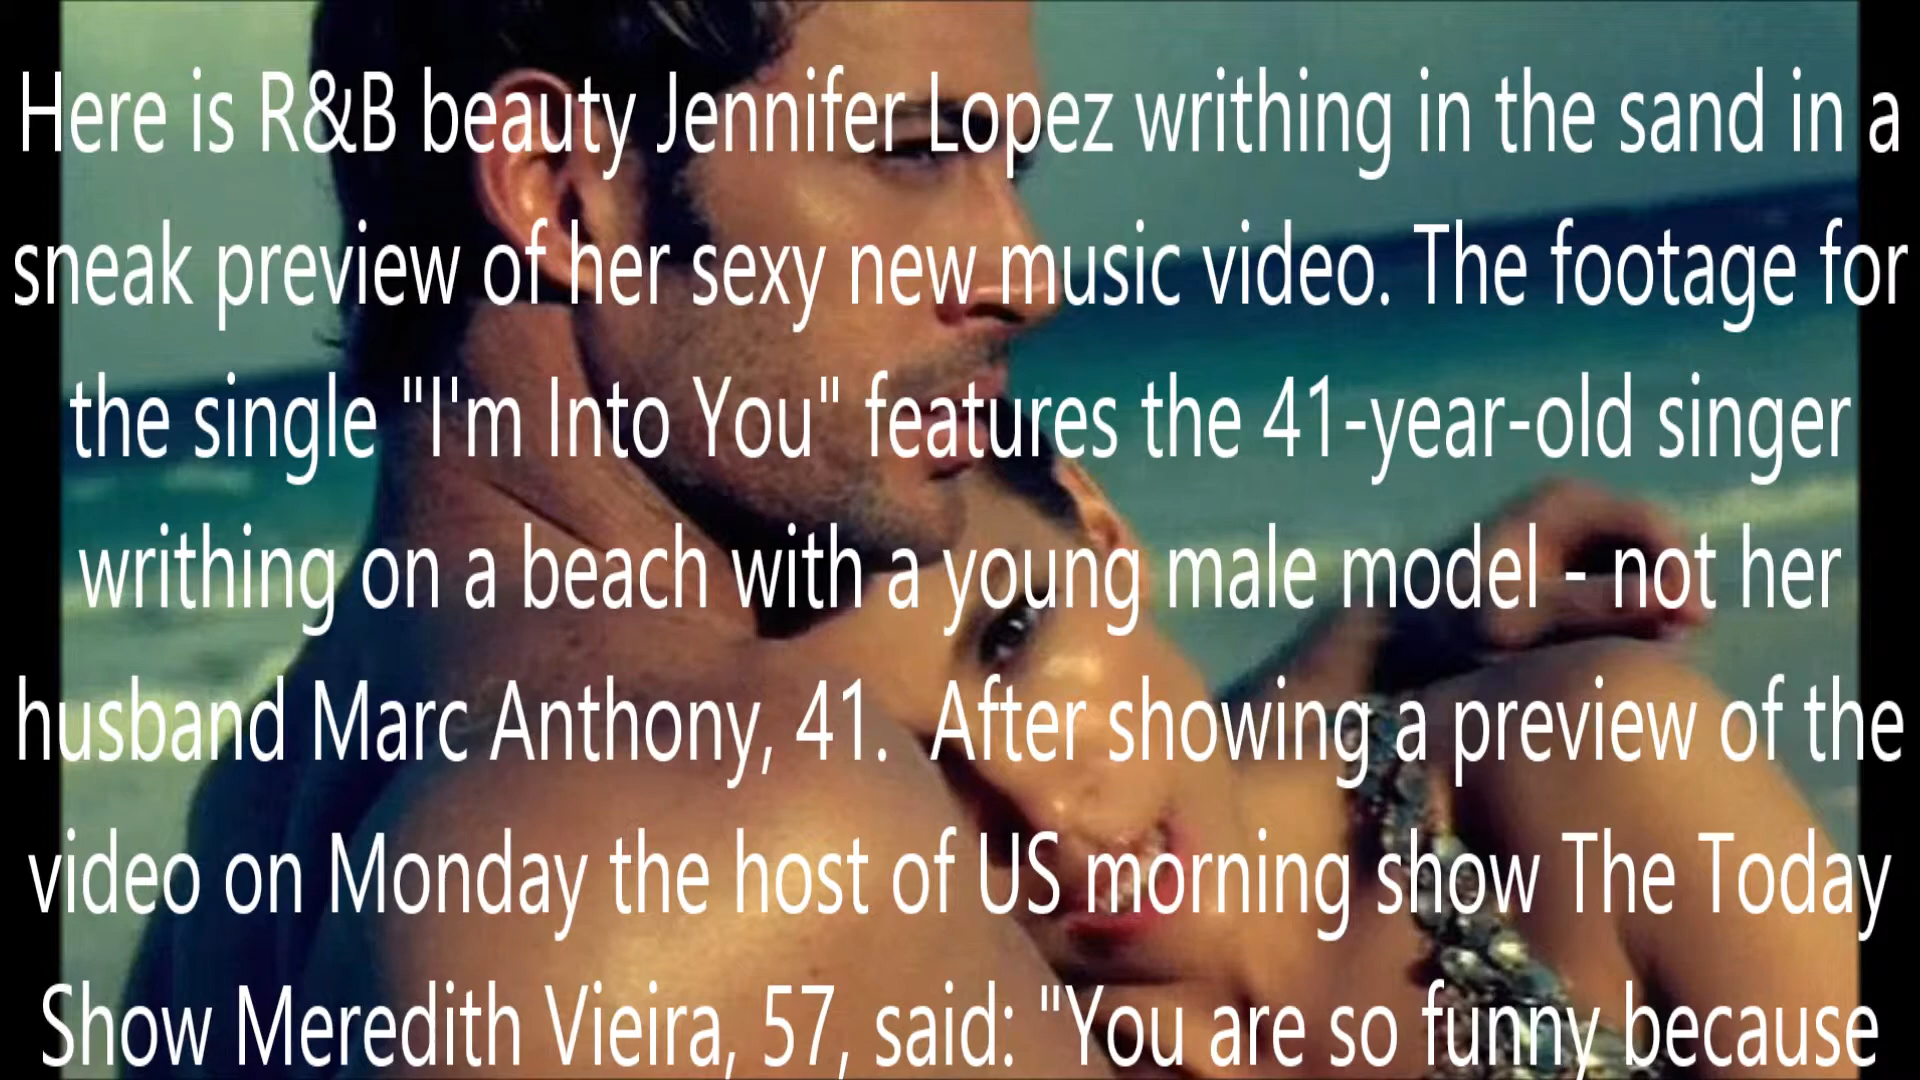 Here is R&B beauty Jennifer Lopez writhing in the sand in a
sneak preview of her sexy new music video. The footage for
the single "I'm Into You" features the 41-year-old singer
writhing on a beach with a young male model - not her
husband Marc Anthony, 41.  After showing a preview of the
video on Monday the host of US morning show The Today
Show Meredith Vieira, 57, said: "You are so funny because